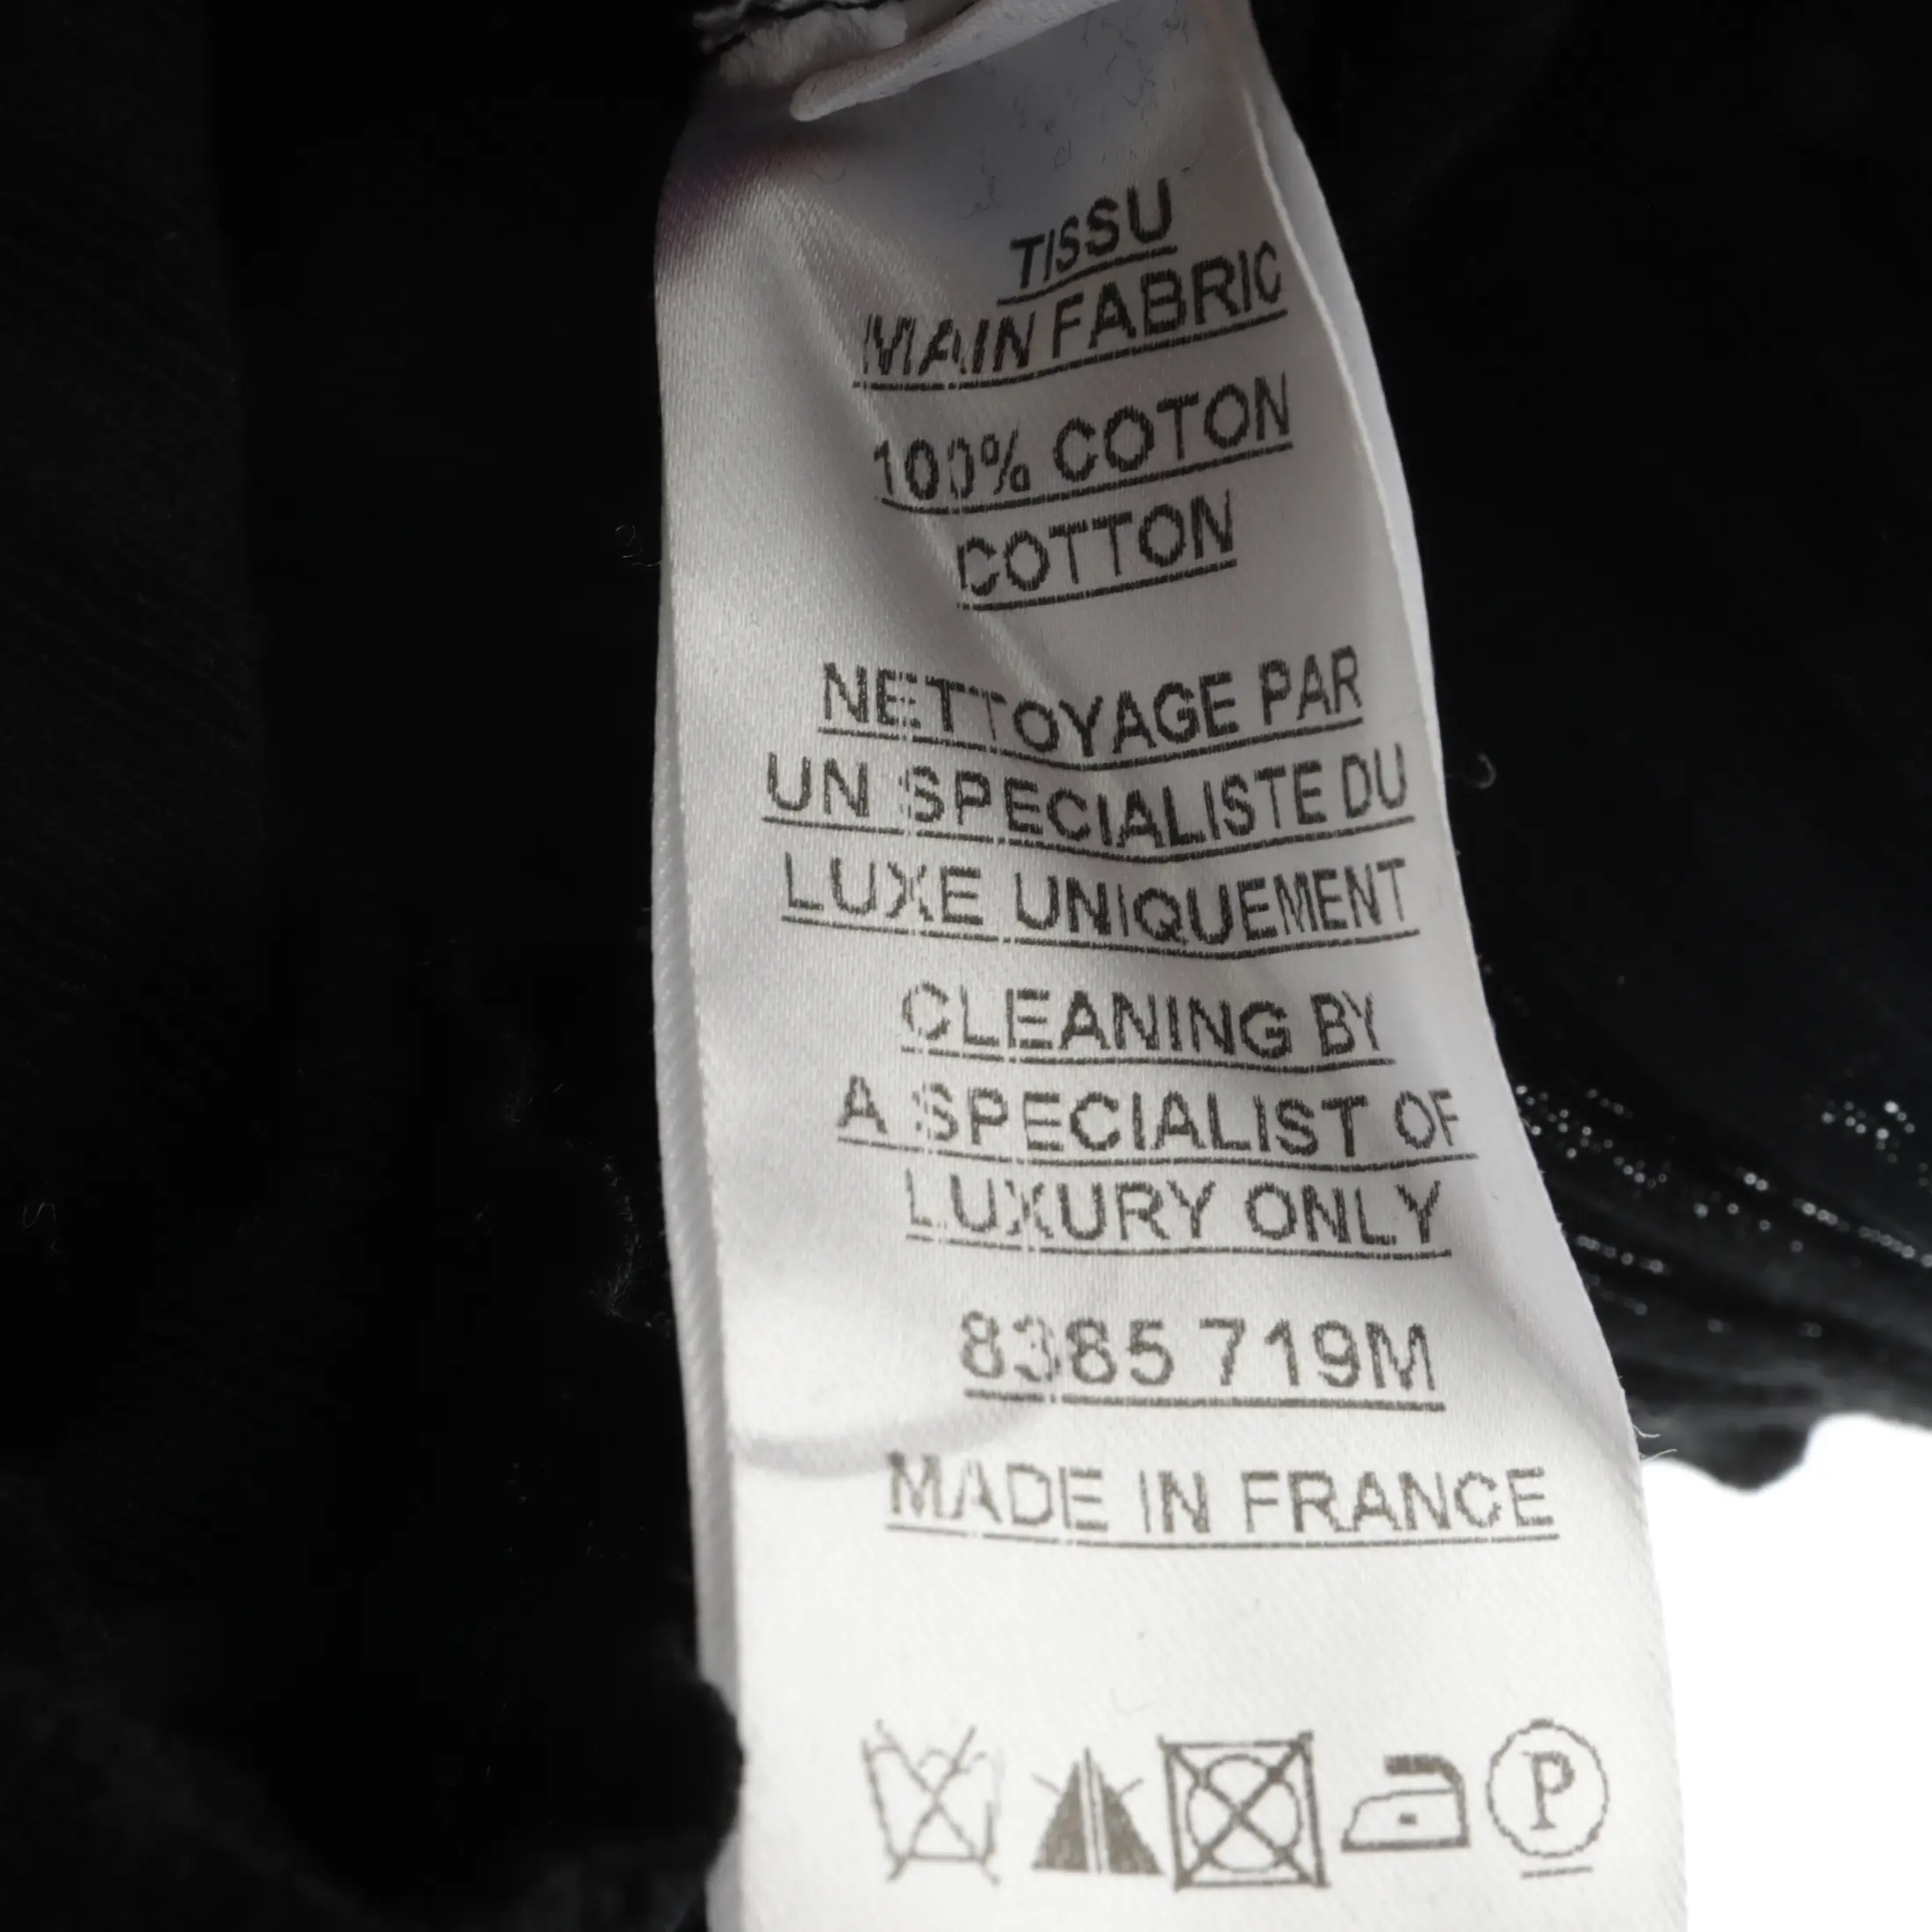 TISSU
MAIN FABRIC
100% COTON
COTTON
NETTOYAGE PAR
UN SPECIALISTE DU
LUXE UNIQUEMENT
CLEANING BY
A SPECIALIST OF
LUXURY ONLY
8385 719M
MADE IN FRANCE
P